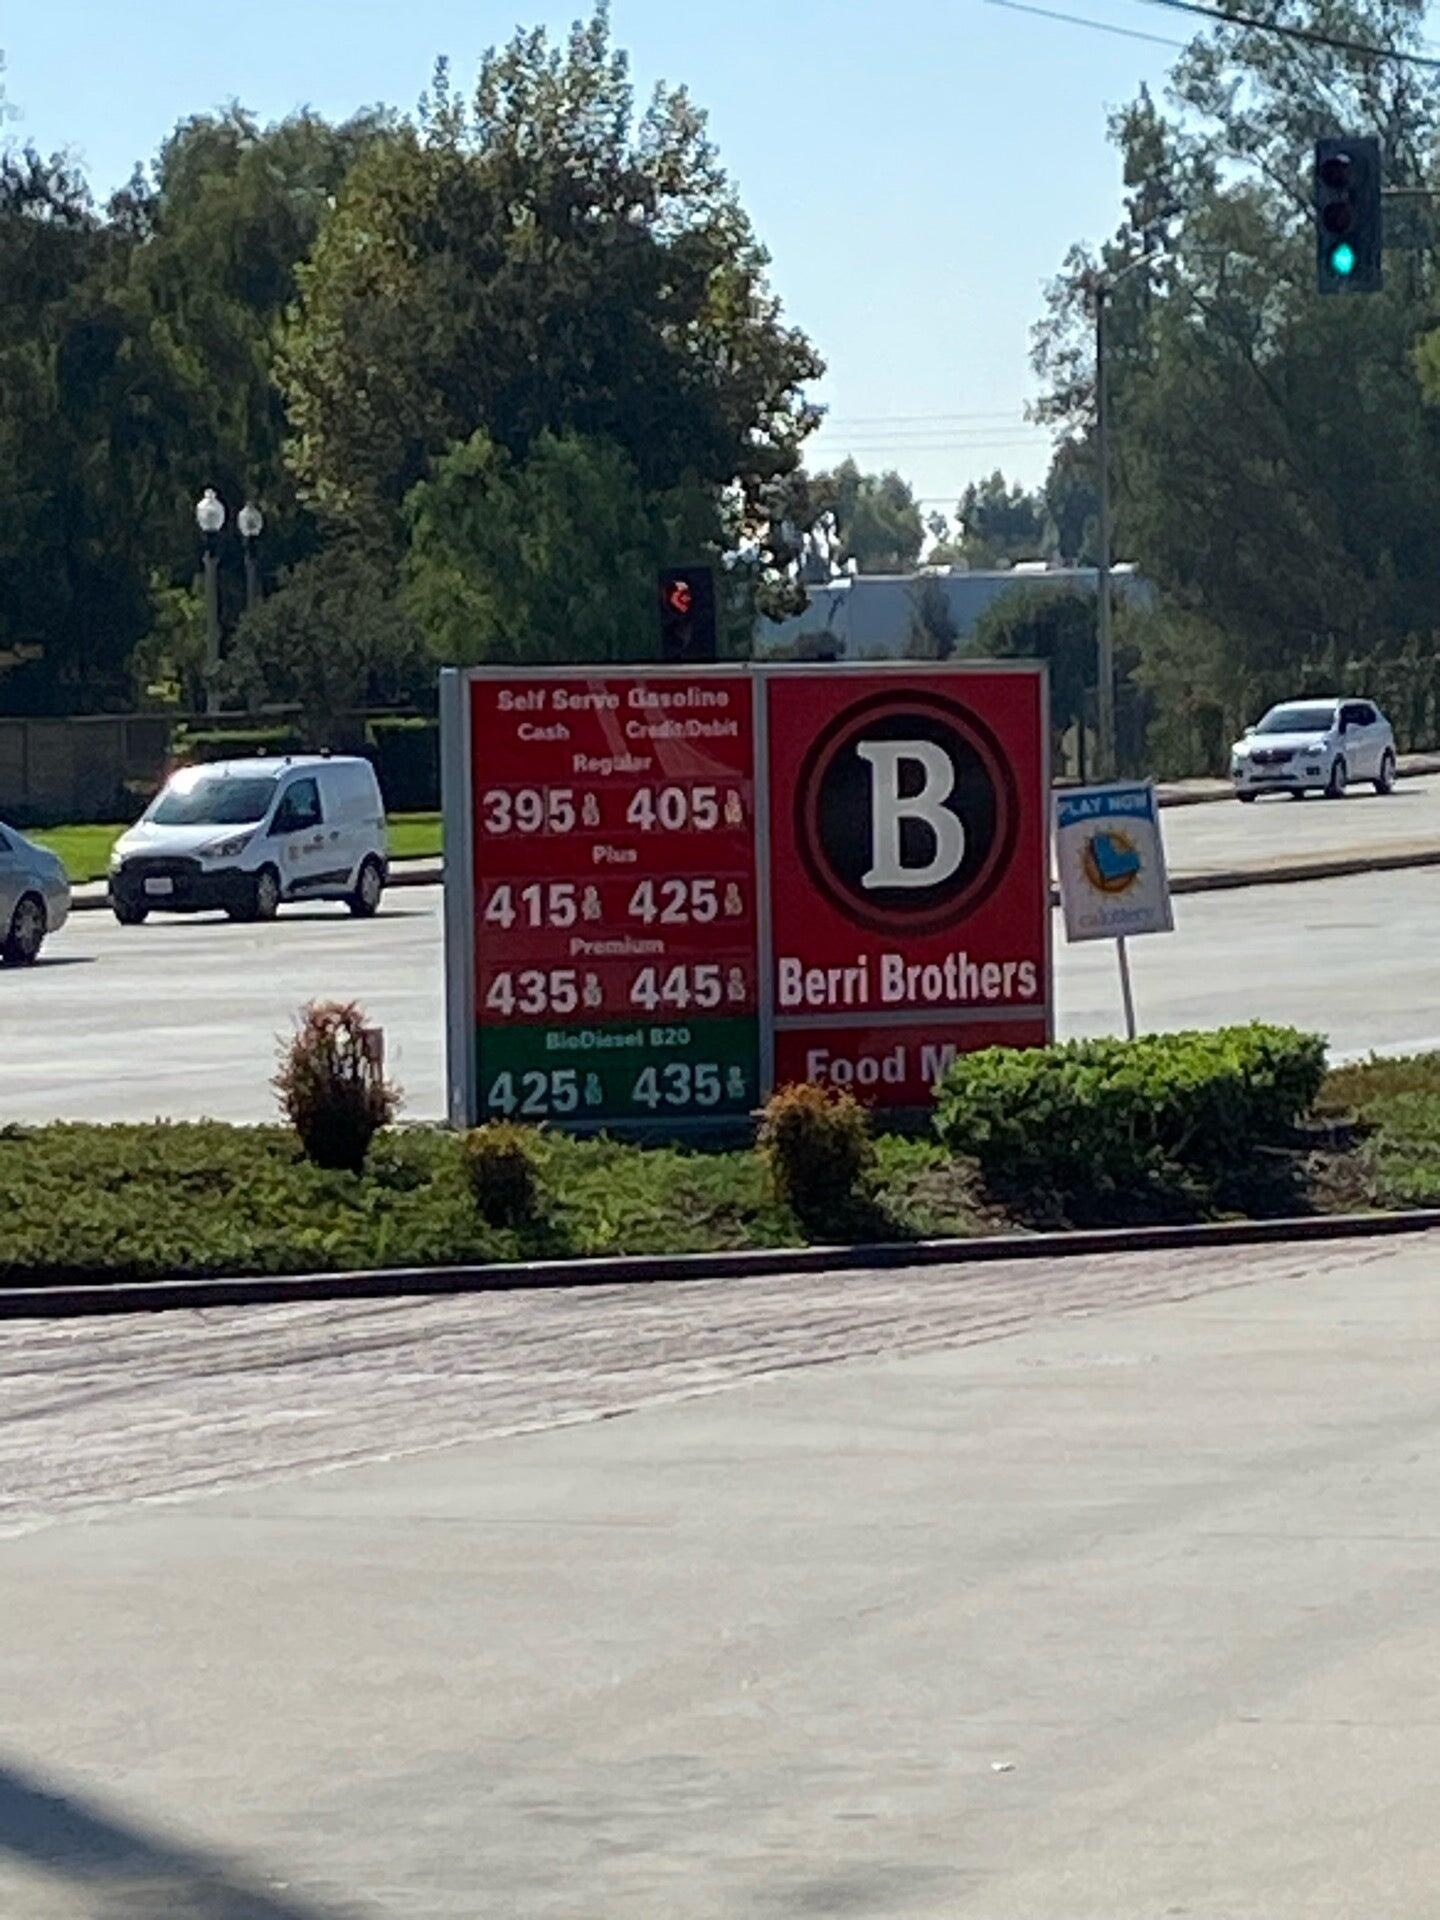 Self Serve Gasoline
Cash Credit/Debit
Regular
395 405
Plus
415 425
Premium
435 445
BioDiesel B20
425 435
B
Berri Brothers
Food M
PLAY NOW
calottery